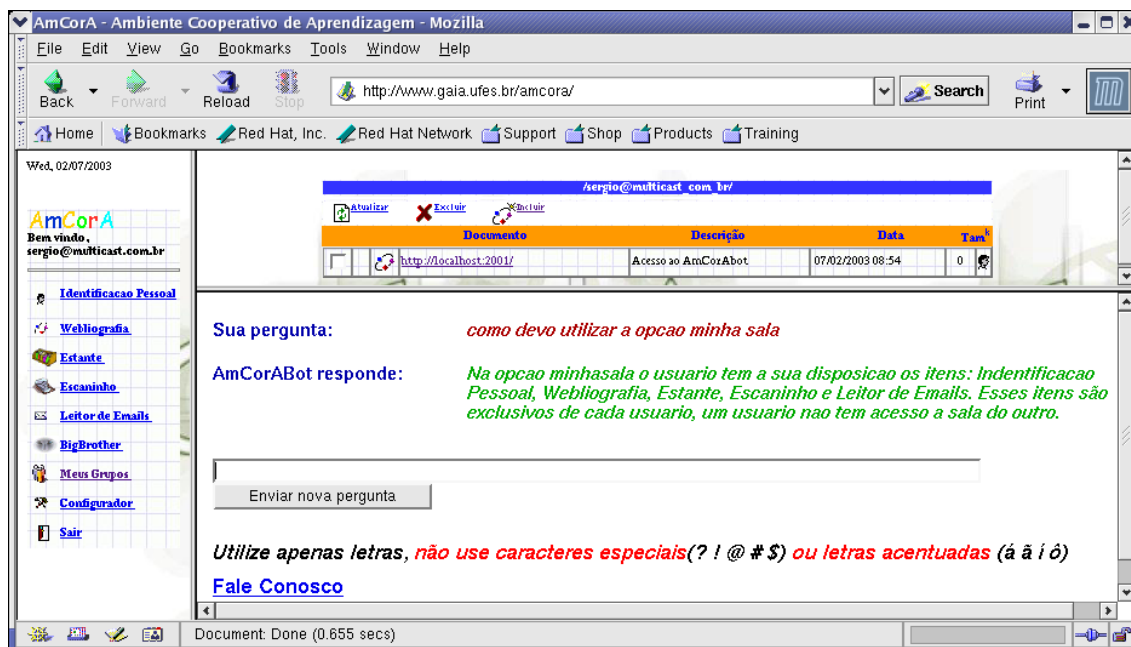 AmCorA - Ambiente Cooperativo de Aprendizagem - Mozilla
File Edit View Go Bookmarks Tools Window Help
Back Forward Reload Stop http://www.gaia.ufes.br/amcora/ Search Print
Home Bookmarks Red Hat, Inc. Red Hat Network Support Shop Products Training
Wed, 02/07/2003
AmCorA
Bem vindo,
sergio@multicast.com.br
Identificacao Pessoal
Webliografia
Estante
Escaninho
Leitor de Emails
BigBrother
Meus Grupos
Configurador
Sair
/sergio@multicast_com_br/
Atualizar Excluir Incluir
Documento Descrição Data Tam k
http://localhost:2001/ Acesso ao AmCorAbot 07/02/2003 08:54 0
Sua pergunta: como devo utilizar a opcao minha sala
AmCorABot responde: Na opcao minhasala o usuario tem a sua disposicao os itens: Indentificacao
Pessoal, Webliografia, Estante, Escaninho e Leitor de Emails. Esses itens são
exclusivos de cada usuario, um usuario nao tem acesso a sala do outro.
Enviar nova pergunta
Utilize apenas letras, não use caracteres especiais(? ! @ # $) ou letras acentuadas (á ã í ô)
Fale Conosco
Document: Done (0.655 secs)